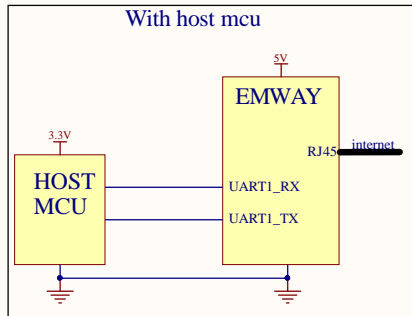 With host mcu
5V
EMWAY
3.3V
RJ45
internet
HOST
MCU
UART1_RX
UART1_TX